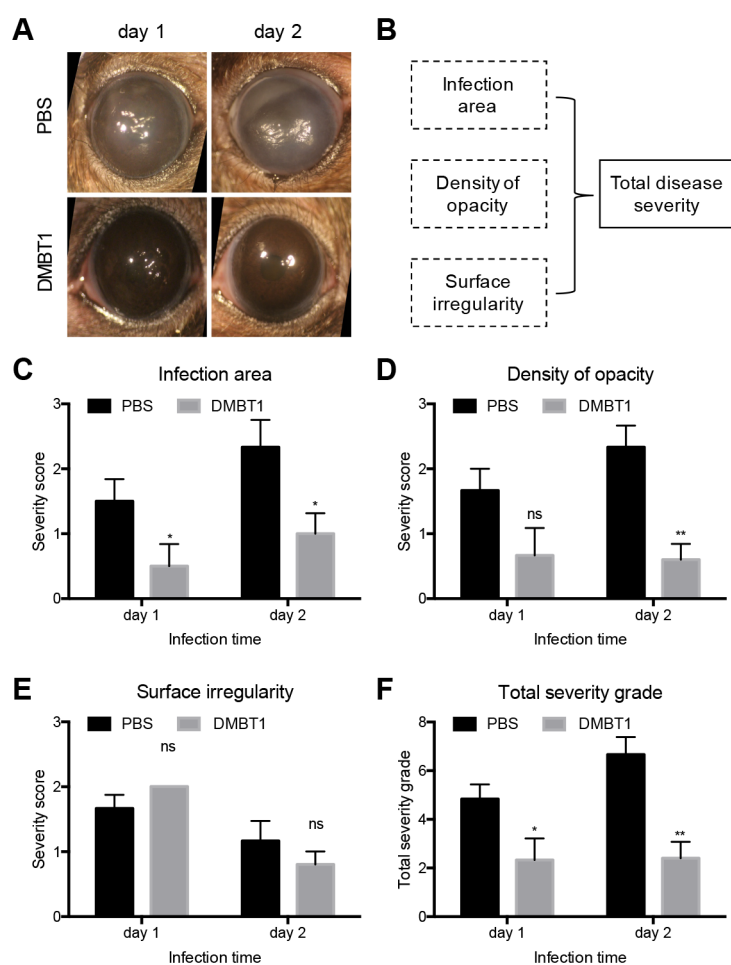 A
day 1
day 2
PBS
DMBT1
B
Infection
area
Density of
opacity
Surface
irregularity
Total disease
severity
C
Infection area
PBS
DMBT1
Severity score
3
2
1
0
*
*
day 1
day 2
Infection time
D
Density of opacity
PBS
DMBT1
Severity score
3
2
1
0
ns
**
day 1
day 2
Infection time
E
Surface irregularity
PBS
DMBT1
Severity score
3
2
1
0
ns
ns
day 1
day 2
Infection time
F
Total severity grade
PBS
DMBT1
Total severity grade
8
6
4
2
0
*
**
day 1
day 2
Infection time